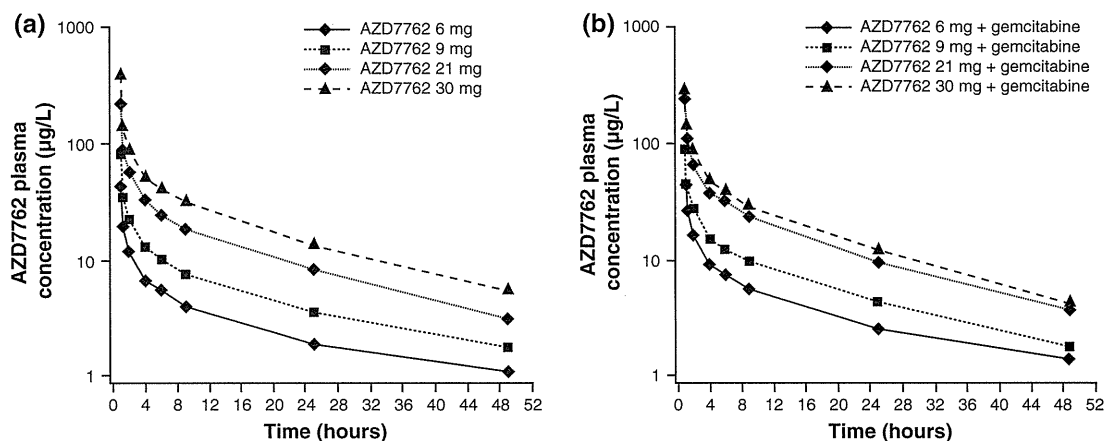 (a)
1000
100
10
1
AZD7762 plasma
concentration (µg/L)
AZD7762 6 mg
AZD7762 9 mg
AZD7762 21 mg
AZD7762 30 mg
0 4 8 12 16 20 24 28 32 36 40 44 48 52
Time (hours)
(b)
1000
100
10
1
AZD7762 plasma
concentration (µg/L)
AZD7762 6 mg + gemcitabine
AZD7762 9 mg + gemcitabine
AZD7762 21 mg + gemcitabine
AZD7762 30 mg + gemcitabine
0 4 8 12 16 20 24 28 32 36 40 44 48 52
Time (hours)